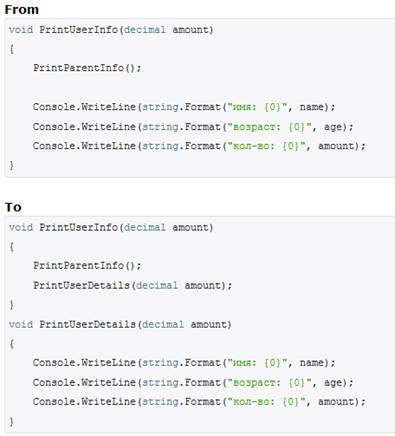 From
void PrintUserInfo(decimal amount)
{
PrintParentInfo();
Console.WriteLine(string.Format("имя: {0}", name);
Console.WriteLine(string.Format("возраст: {0}", age);
Console.WriteLine(string.Format("кол-во: {0}", amount);
}
To
void PrintUserInfo(decimal amount)
{
PrintParentInfo();
PrintUserDetails(decimal amount);
}
void PrintUserDetails(decimal amount)
{
Console.WriteLine(string.Format("имя: {0}", name);
Console.WriteLine(string.Format("возраст: {0}", age);
Console.WriteLine(string.Format("кол-во: {0}", amount);
}